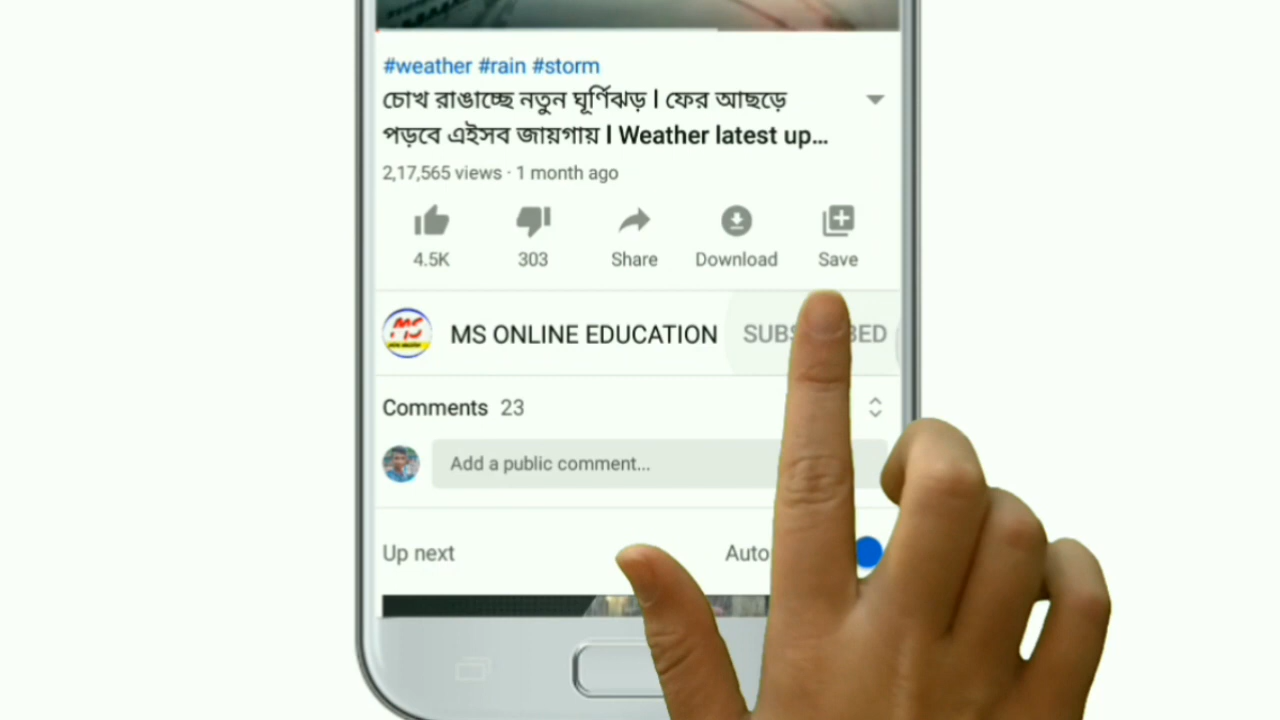 #weather #rain #storm
চোখ রাঙাচ্ছে নতুন ঘূর্ণিঝড় l ফের আছড়ে
পড়বে এইসব জায়গায় l Weather latest up...
2,17,565 views · 1 month ago
4.5K 303 Share Download Save
MS
MS ONLINE EDUCATION SUBSCRIBED
Comments 23
Add a public comment...
Up next Auto